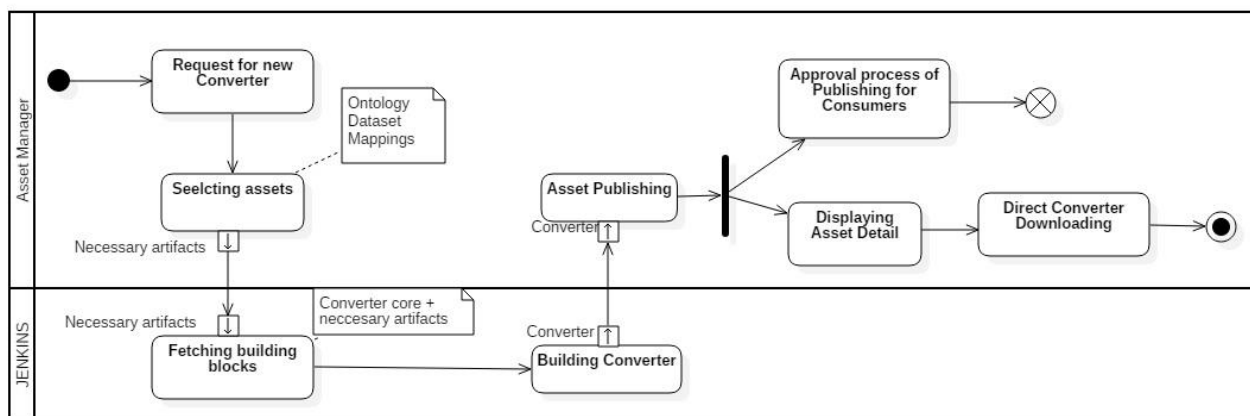 Asset Manager
Request for new
Converter
Ontology
Dataset
Mappings
Seelcting assets
Necessary artifacts
Asset Publishing
Converter
Approval process of
Publishing for
Consumers
Displaying
Asset Detail
Direct Converter
Downloading
JENKINS
Necessary artifacts
Fetching building
blocks
Converter core +
neccesary artifacts
Converter
Building Converter